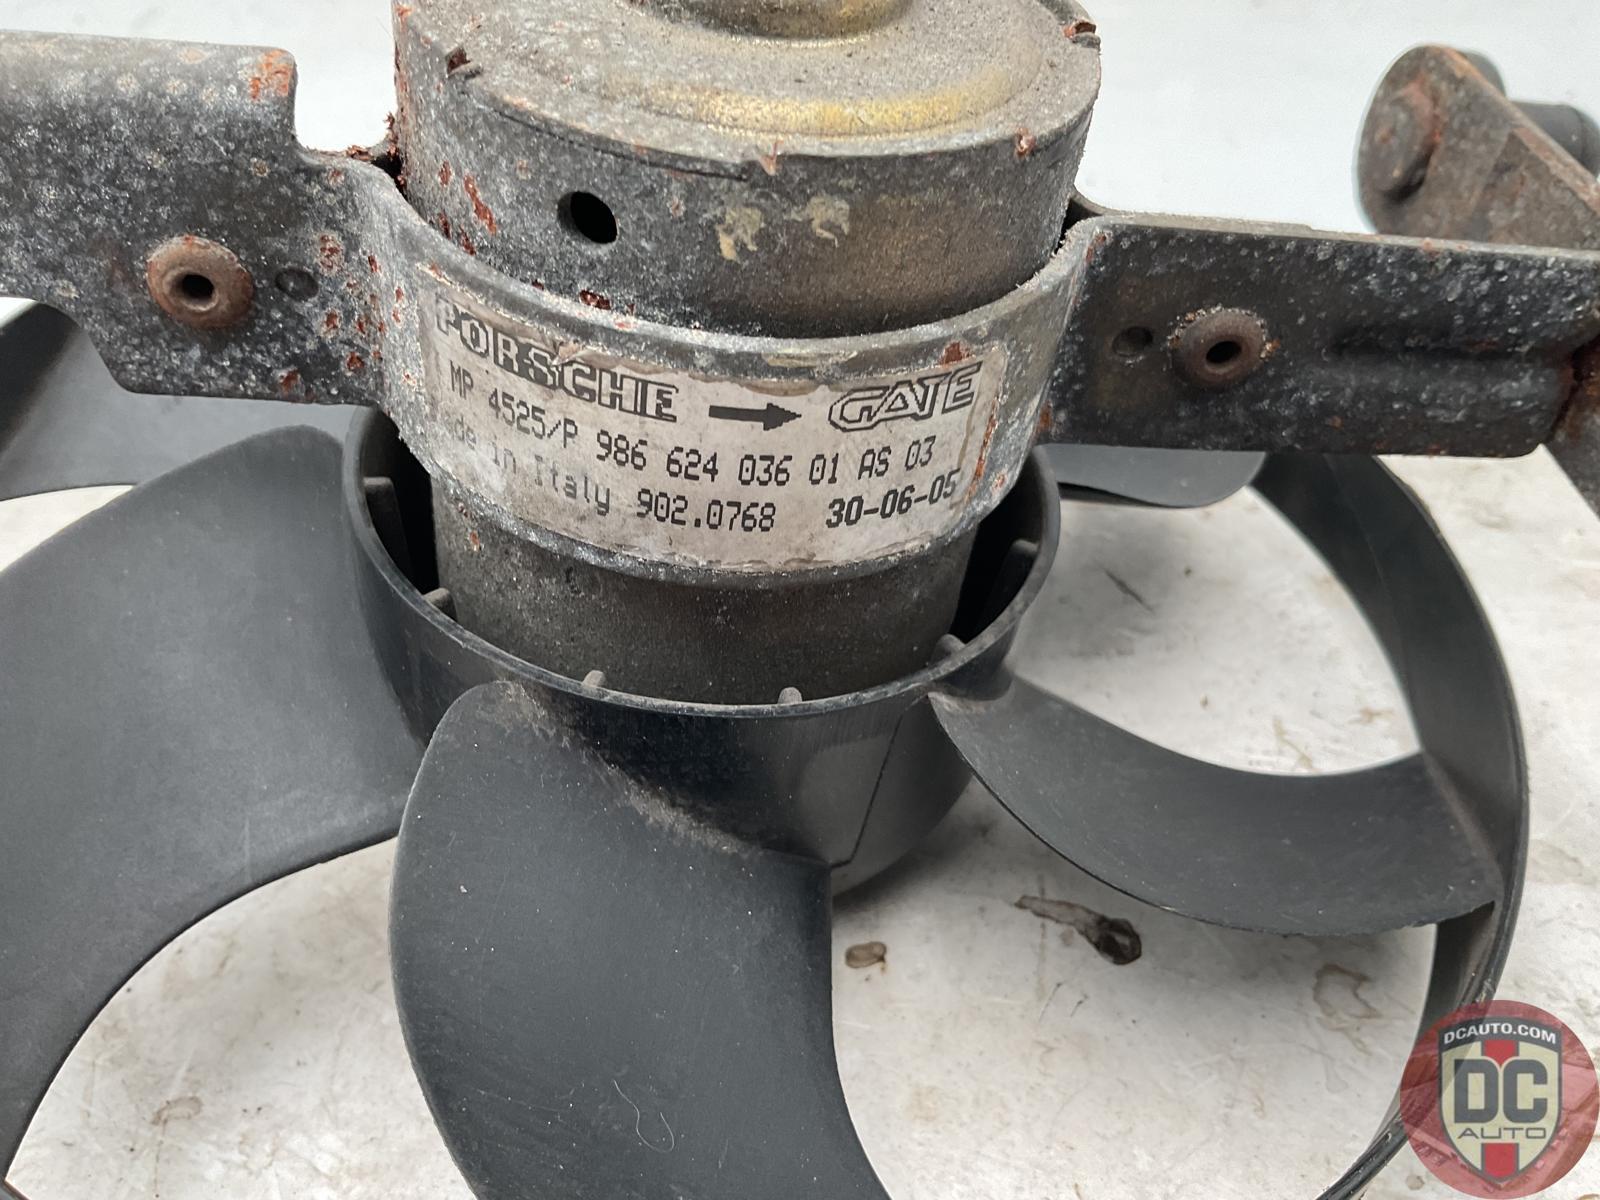 PORSCHE GATE
MP 4525/P 986 624 036 01 AS 03
Made in Italy 902.0768 30-06-05
DCAUTO.COM
DC
AUTO